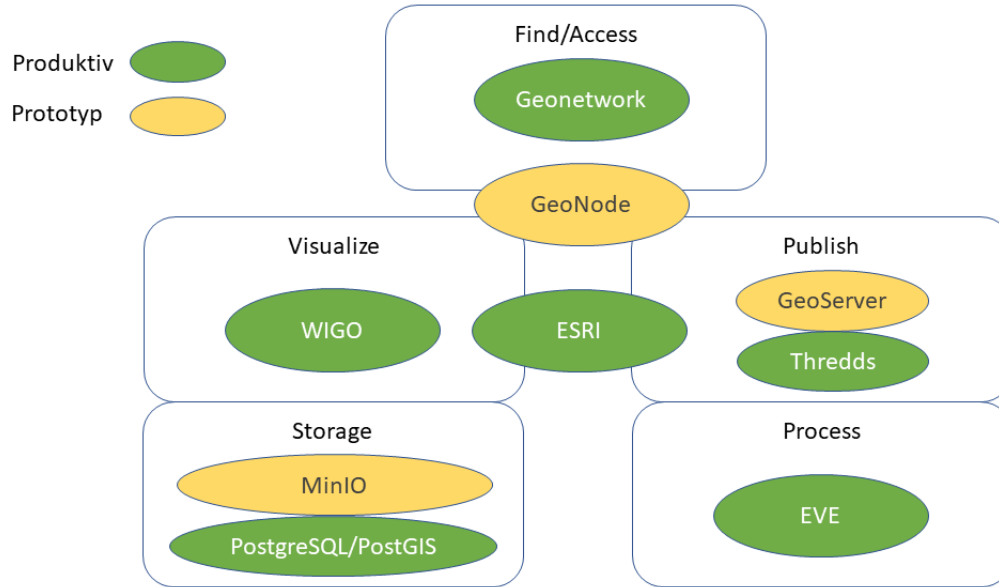 Produktiv
Prototyp
Find/Access
Geonetwork
GeoNode
Visualize
WIGO
ESRI
Publish
GeoServer
Thredds
Storage
MinIO
PostgreSQL/PostGIS
Process
EVE